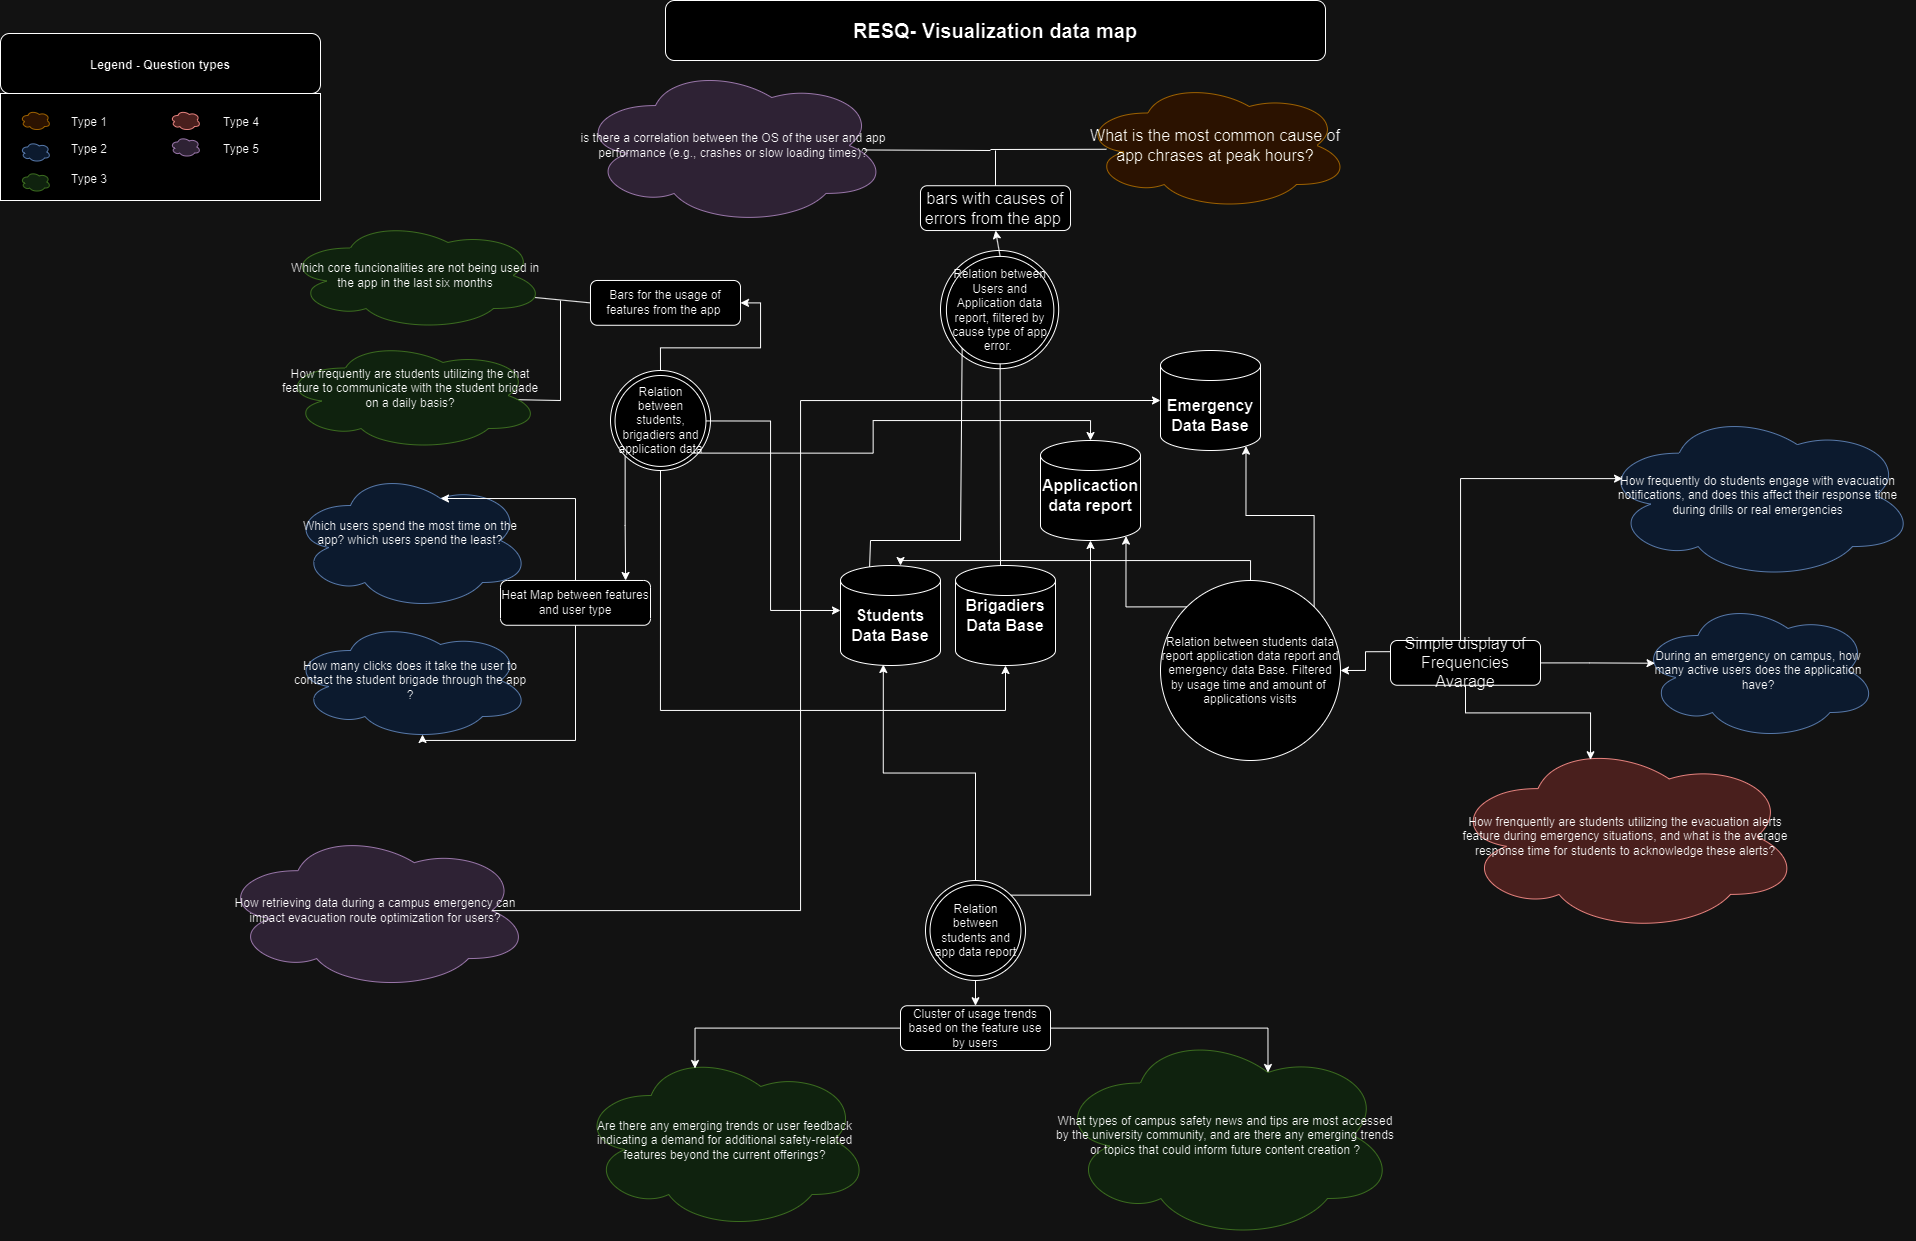 RESQ- Visualization data map
Legend - Question types
Type 1
Type 4
Type 2
Type 5
Type 3
is there a correlation between the OS of the user and app
performance (e.g., crashes or slow loading times)?
What is the most common cause of
app chrases at peak hours?
bars with causes of
errors from the app
Which core funcionalities are not being used in
the app in the last six months
Bars for the usage of
features from the app
Relation between
Users and
Application data
report, filtered by
cause type of app
error.
How frequently are students utilizing the chat
feature to communicate with the student brigade
on a daily basis?
Relation
between
students,
brigadiers and
application data
Emergency
Data Base
Applicaction
data report
How frequently do students engage with evacuation
notifications, and does this affect their response time
during drills or real emergencies
Which users spend the most time on the
app? which users spend the least?
Heat Map between features
and user type
Students
Data Base
Brigadiers
Data Base
Relation between students data
report application data report and
emergency data Base. Filtered
by usage time and amount of
applications visits
Simple display of
Frequencies
Avarage
During an emergency on campus, how
many active users does the application
have?
How many clicks does it take the user to
contact the student brigade through the app
?
How frenquently are students utilizing the evacuation alerts
feature during emergency situations, and what is the average
response time for students to acknowledge these alerts?
How retrieving data during a campus emergency can
impact evacuation route optimization for users?
Relation
between
students and
app data report
Cluster of usage trends
based on the feature use
by users
Are there any emerging trends or user feedback
indicating a demand for additional safety-related
features beyond the current offerings?
What types of campus safety news and tips are most accessed
by the university community, and are there any emerging trends
or topics that could inform future content creation ?